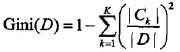 Gini(D) = 1 − ∑_{k=1}^{K} (|C_k| / |D|)^2